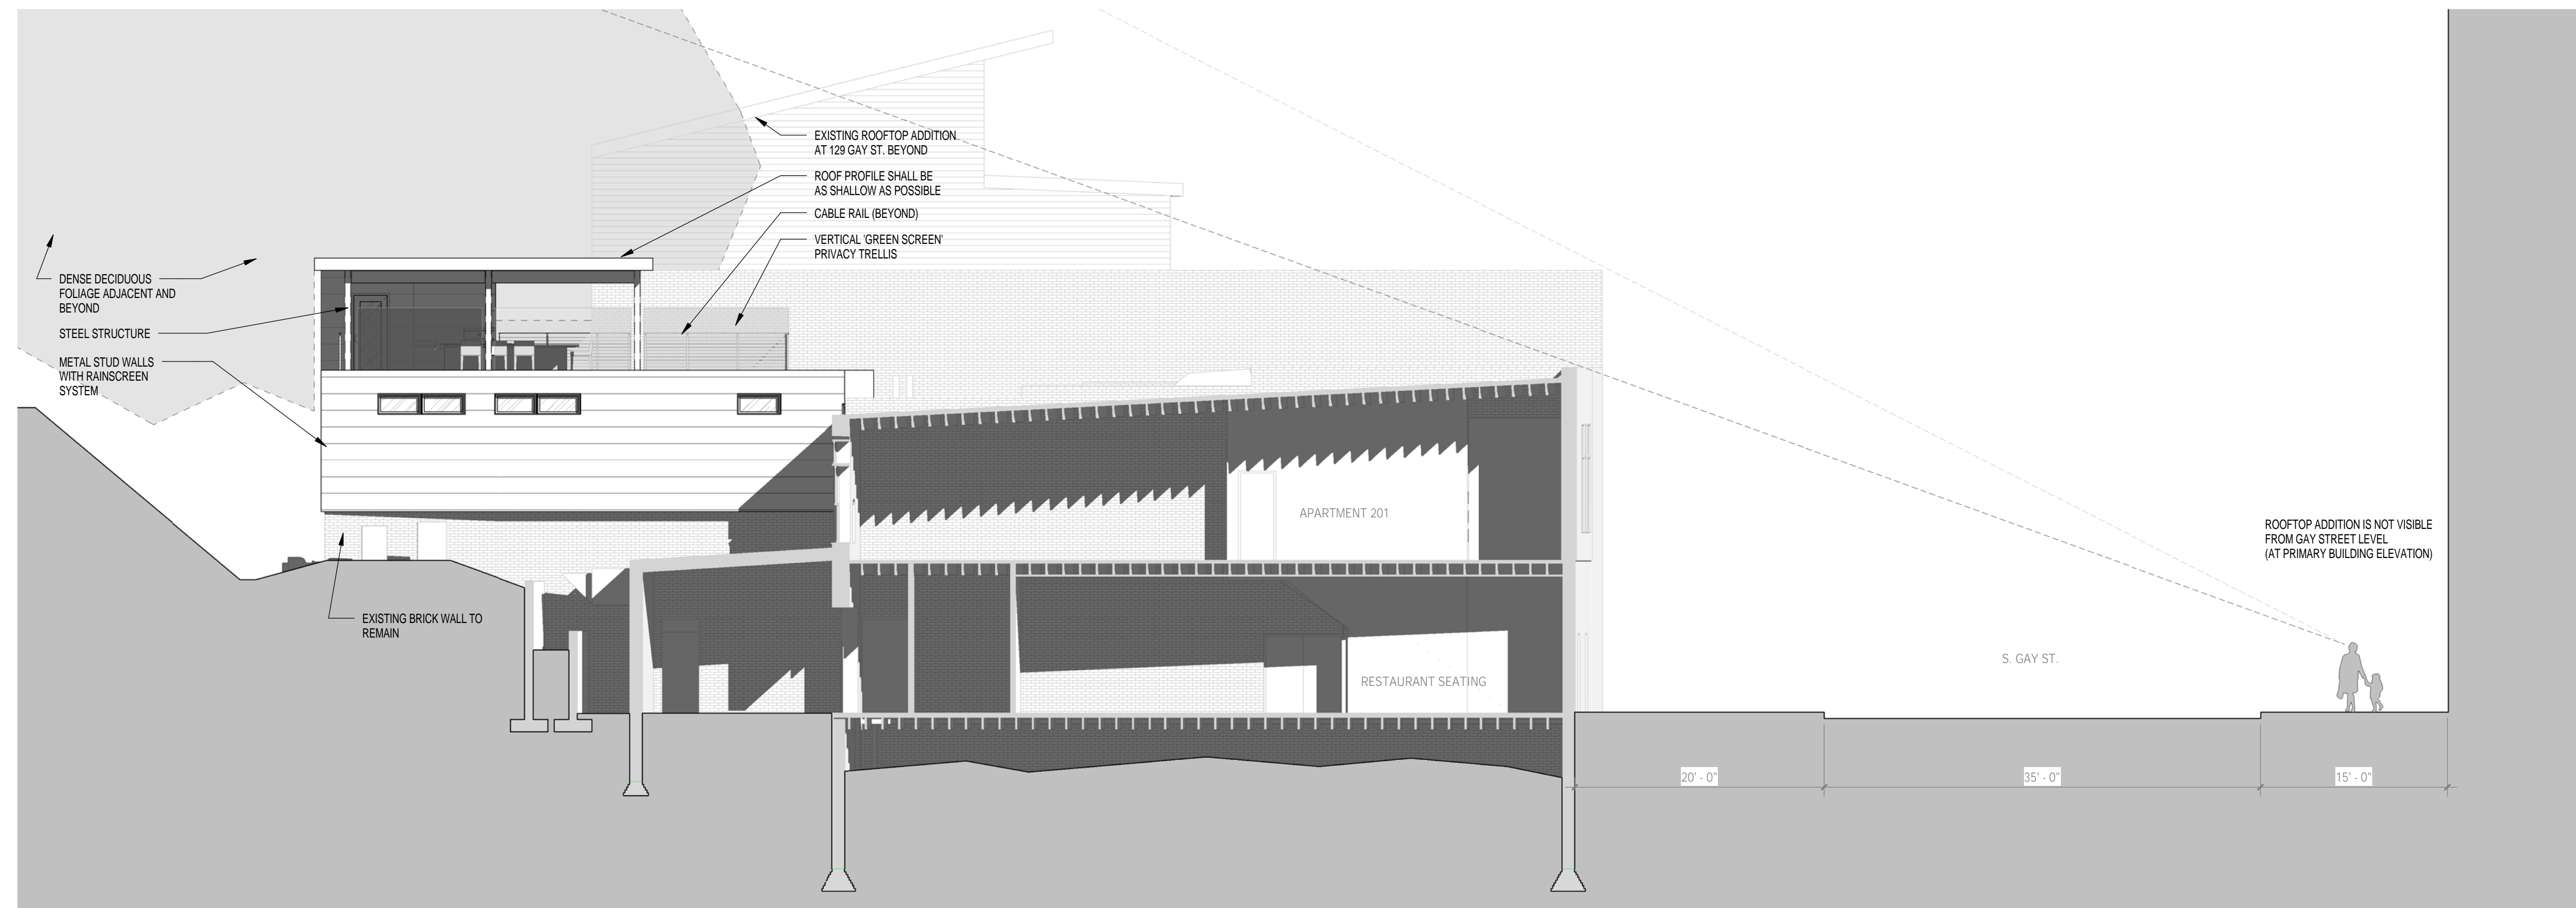 EXISTING ROOFTOP ADDITION
AT 129 GAY ST. BEYOND
ROOF PROFILE SHALL BE
AS SHALLOW AS POSSIBLE
CABLE RAIL (BEYOND)
VERTICAL 'GREEN SCREEN'
PRIVACY TRELLIS
DENSE DECIDUOUS
FOLIAGE ADJACENT AND
BEYOND
STEEL STRUCTURE
METAL STUD WALLS
WITH RAINSCREEN
SYSTEM
EXISTING BRICK WALL TO
REMAIN
APARTMENT 201
RESTAURANT SEATING
ROOFTOP ADDITION IS NOT VISIBLE
FROM GAY STREET LEVEL
(AT PRIMARY BUILDING ELEVATION)
S. GAY ST.
20' - 0"
35' - 0"
15' - 0"